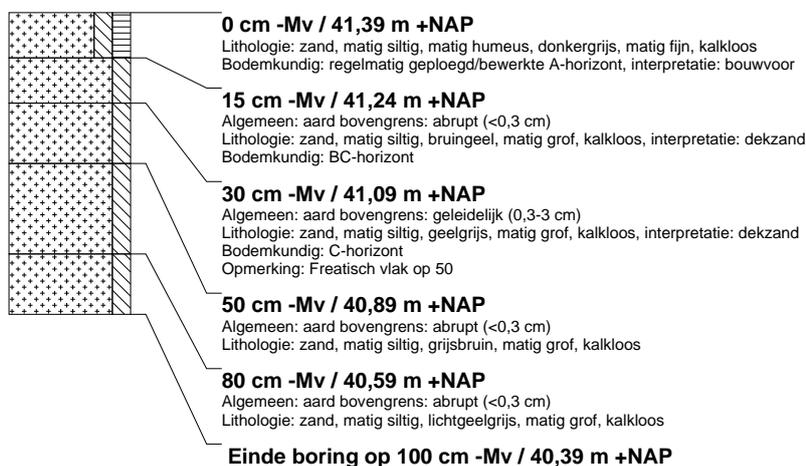 0 cm -Mv / 41,39 m +NAP
Lithologie: zand, matig siltig, matig humeus, donkergrijs, matig fijn, kalkloos
Bodemkundig: regelmatig geploegd/bewerkte A-horizont, interpretatie: bouwvoor
15 cm -Mv / 41,24 m +NAP
Algemeen: aard bovengrens: abrupt (<0,3 cm)
Lithologie: zand, matig siltig, bruingeel, matig grof, kalkloos, interpretatie: dekzand
Bodemkundig: BC-horizont
30 cm -Mv / 41,09 m +NAP
Algemeen: aard bovengrens: geleidelijk (0,3-3 cm)
Lithologie: zand, matig siltig, geelgrijs, matig grof, kalkloos, interpretatie: dekzand
Bodemkundig: C-horizont
Opmerking: Freatisch vlak op 50
50 cm -Mv / 40,89 m +NAP
Algemeen: aard bovengrens: abrupt (<0,3 cm)
Lithologie: zand, matig siltig, grijsbruin, matig grof, kalkloos
80 cm -Mv / 40,59 m +NAP
Algemeen: aard bovengrens: abrupt (<0,3 cm)
Lithologie: zand, matig siltig, lichtgeelgrijs, matig grof, kalkloos
Einde boring op 100 cm -Mv / 40,39 m +NAP